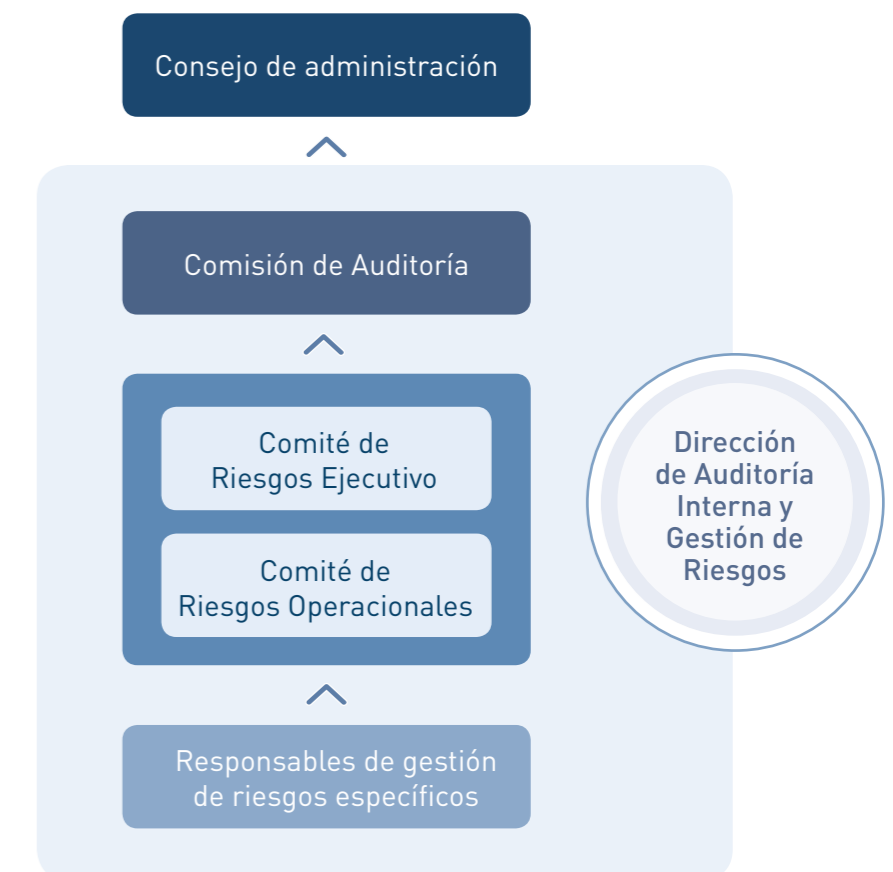 Consejo de administración
Comisión de Auditoría
Comité de
Riesgos Ejecutivo
Comité de
Riesgos Operacionales
Responsables de gestión
de riesgos específicos
Dirección
de Auditoría
Interna y
Gestión de
Riesgos